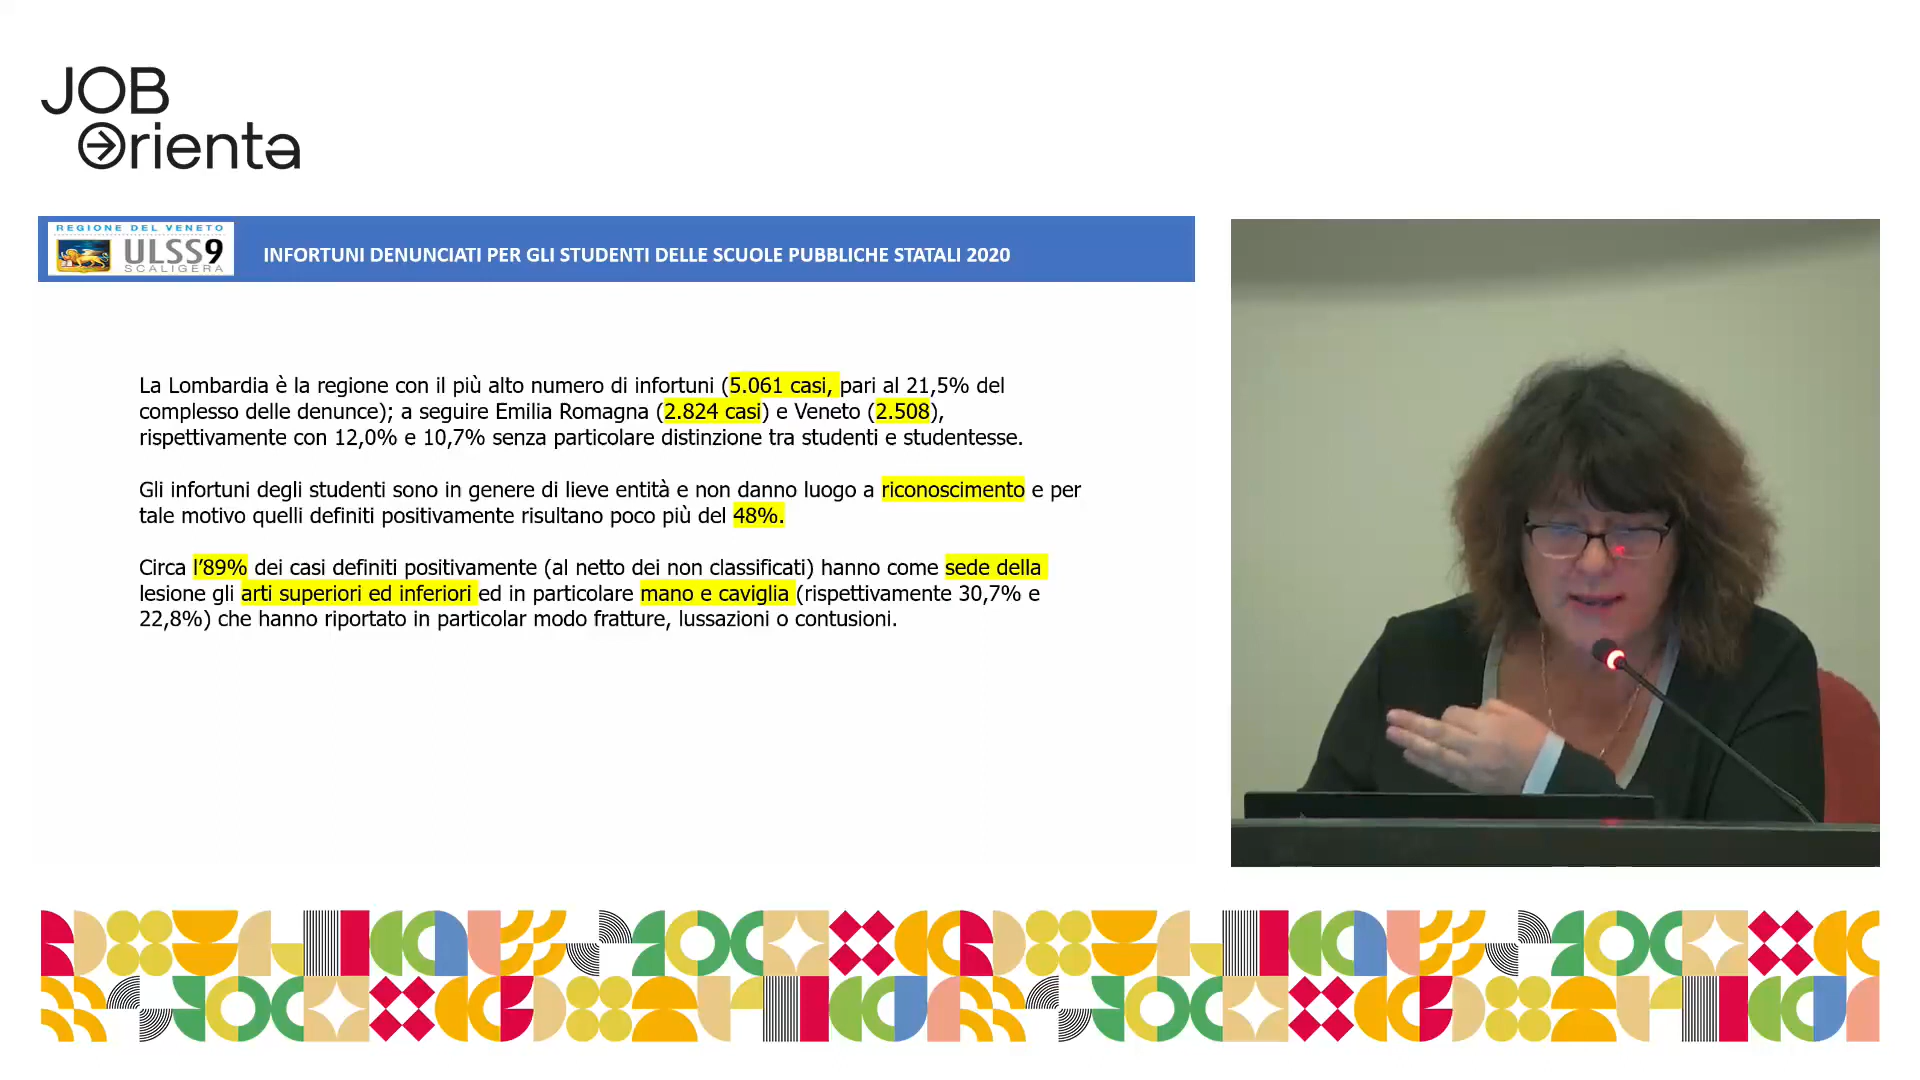 JOB
Orienta
REGIONE DEL VENETO
ULSS9
SCALIGERA
INFORTUNI DENUNCIATI PER GLI STUDENTI DELLE SCUOLE PUBBLICHE STATALI 2020
La Lombardia è la regione con il più alto numero di infortuni (5.061 casi, pari al 21,5% del
complesso delle denunce); a seguire Emilia Romagna (2.824 casi) e Veneto (2.508),
rispettivamente con 12,0% e 10,7% senza particolare distinzione tra studenti e studentesse.
Gli infortuni degli studenti sono in genere di lieve entità e non danno luogo a riconoscimento e per
tale motivo quelli definiti positivamente risultano poco più del 48%.
Circa l’89% dei casi definiti positivamente (al netto dei non classificati) hanno come sede della
lesione gli arti superiori ed inferiori ed in particolare mano e caviglia (rispettivamente 30,7% e
22,8%) che hanno riportato in particolar modo fratture, lussazioni o contusioni.